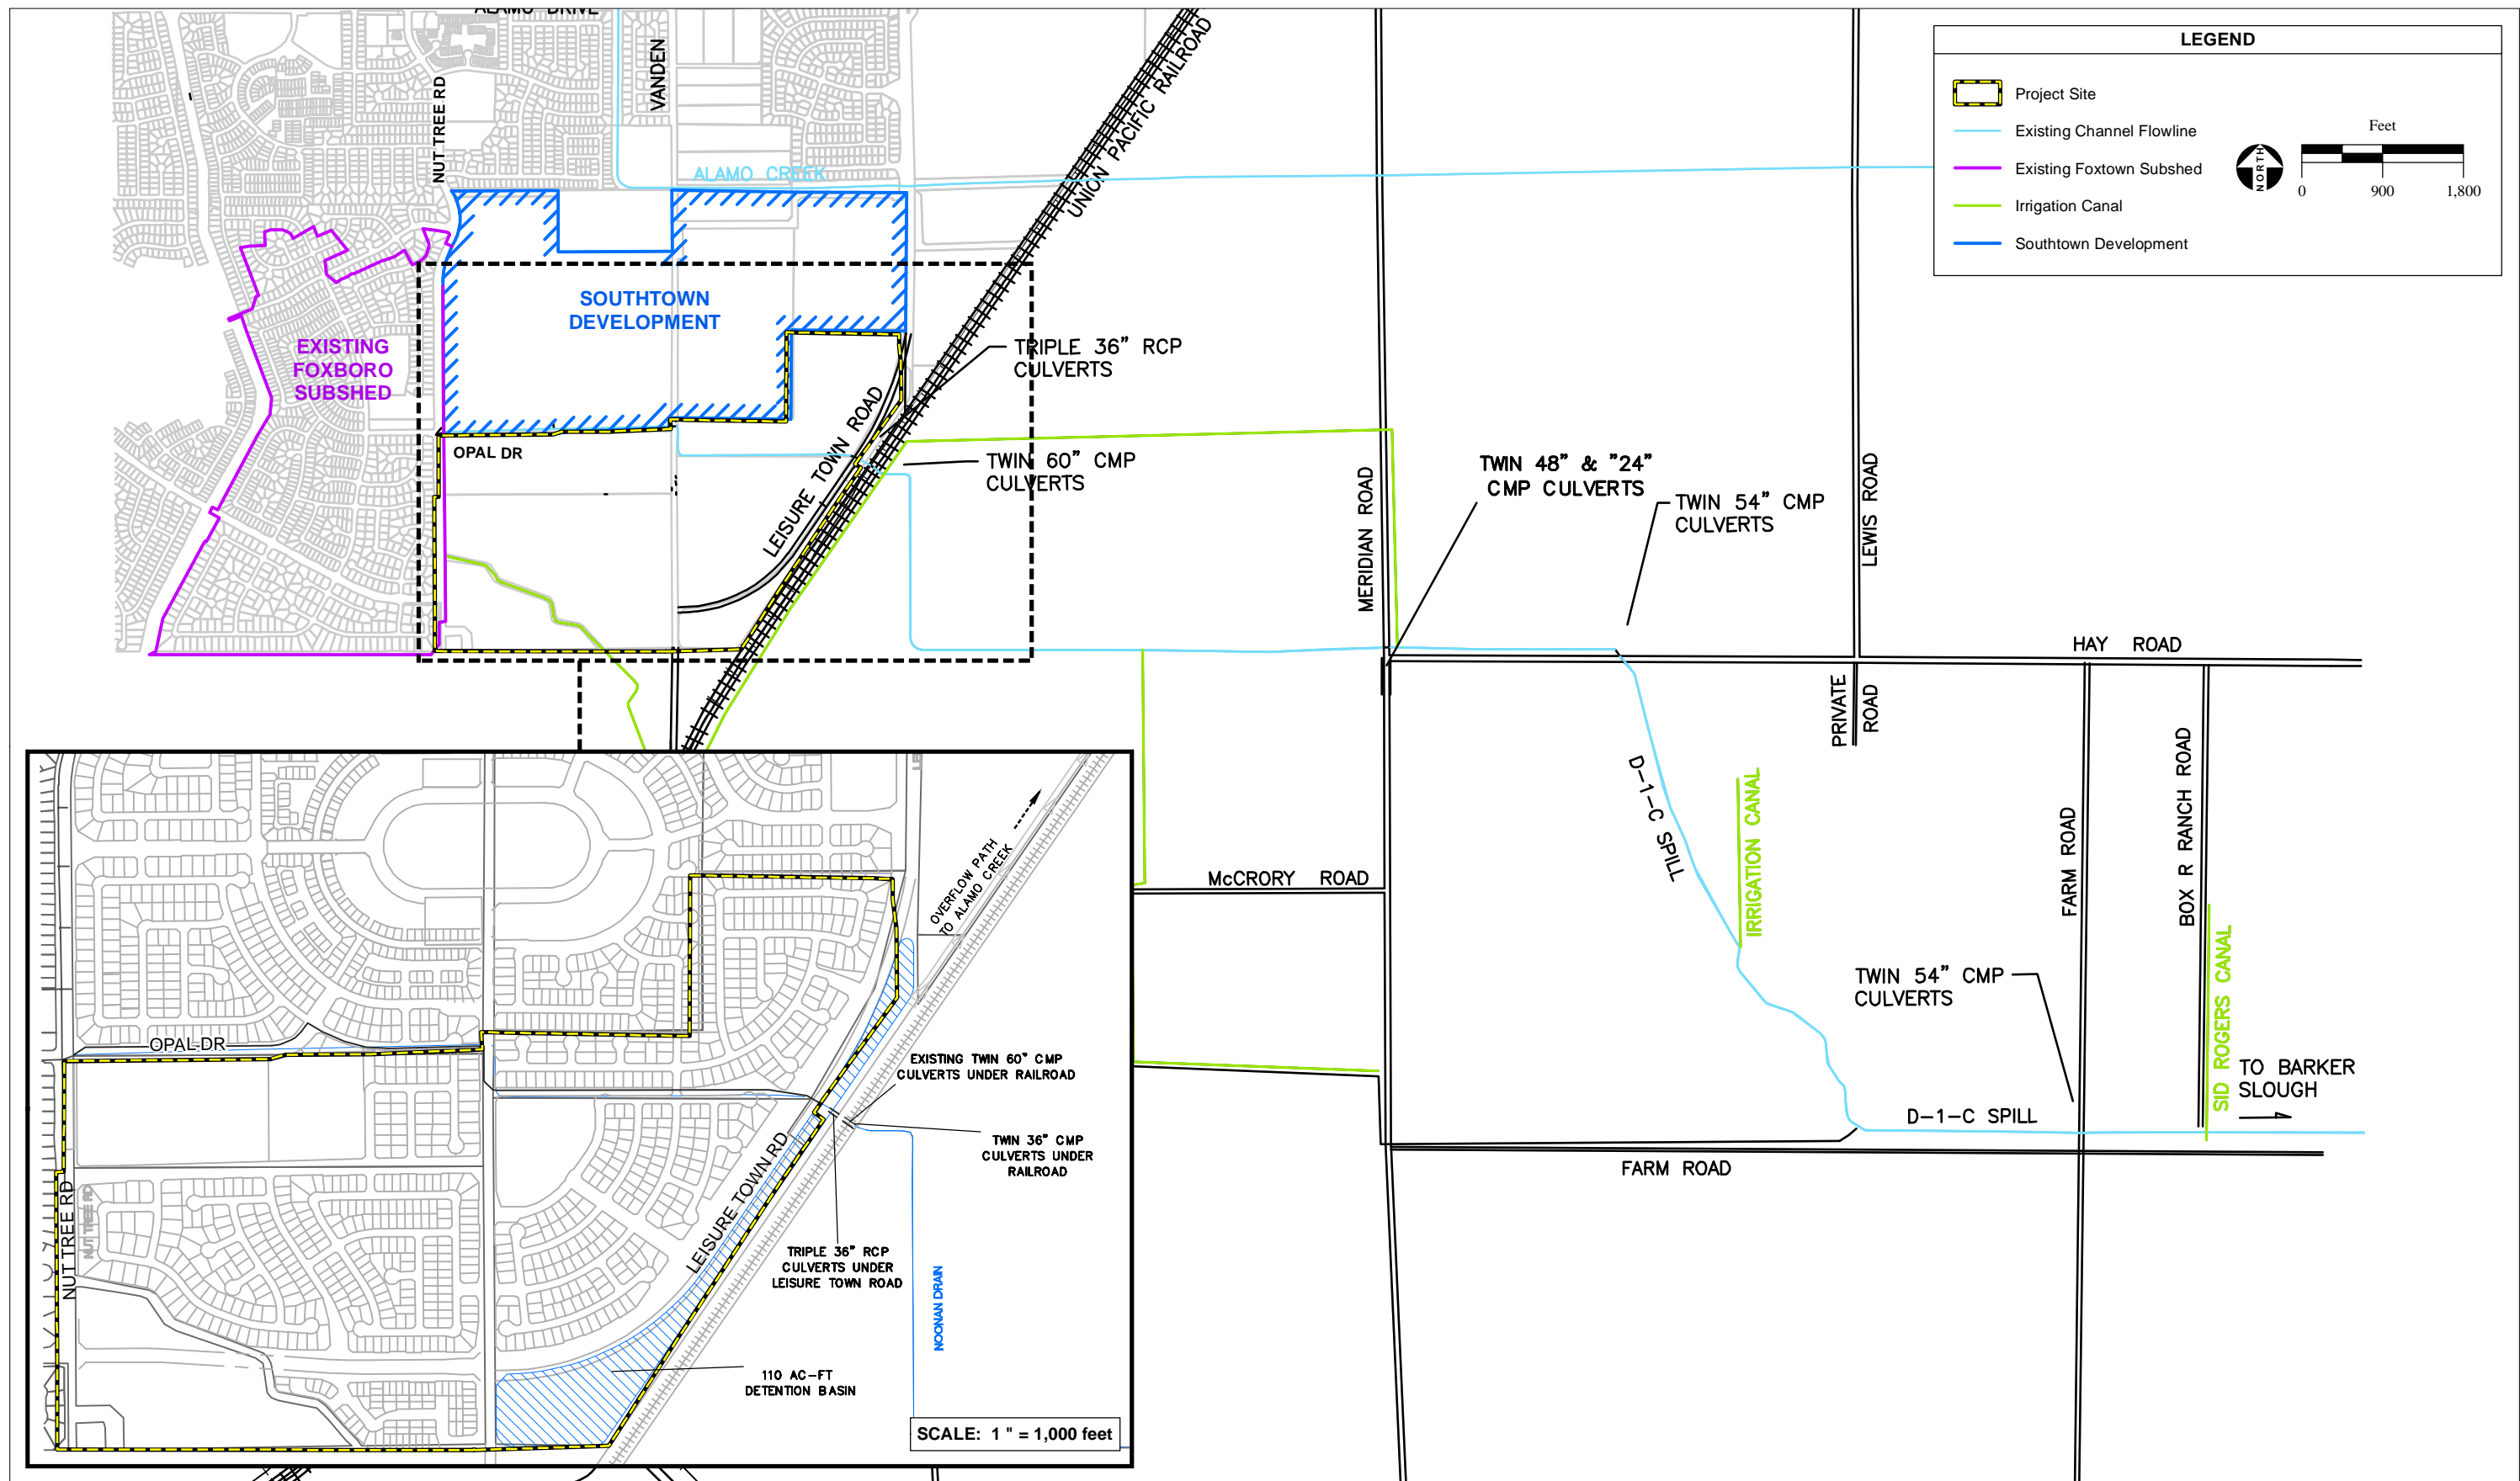 ALAMO DRIVE
VANDEN
NUT TREE RD
UNION PACIFIC RAILROAD
ALAMO CREEK
LEGEND
Project Site
Existing Channel Flowline
Existing Foxtown Subshed
Irrigation Canal
Southtown Development
NORTH
Feet
0 900 1,800
SOUTHTOWN
DEVELOPMENT
EXISTING
FOXBORO
SUBSHED
TRIPLE 36” RCP
CULVERTS
OPAL DR
LEISURE TOWN ROAD
TWIN 60” CMP
CULVERTS
MERIDIAN ROAD
TWIN 48” & ”24”
CMP CULVERTS
TWIN 54” CMP
CULVERTS
LEWIS ROAD
HAY ROAD
PRIVATE
ROAD
D-1-C SPILL
IRRIGATION CANAL
McCRORY ROAD
FARM ROAD
BOX R RANCH ROAD
TWIN 54” CMP
CULVERTS
SID ROGERS CANAL
TO BARKER
SLOUGH
D-1-C SPILL
FARM ROAD
OVERFLOW PATH
TO ALAMO CREEK
OPAL DR
EXISTING TWIN 60” CMP
CULVERTS UNDER RAILROAD
TWIN 36” CMP
CULVERTS UNDER
RAILROAD
NUT TREE RD
NUT TREE RD
LEISURE TOWN RD
TRIPLE 36” RCP
CULVERTS UNDER
LEISURE TOWN ROAD
NOONAN DRAIN
110 AC-FT
DETENTION BASIN
SCALE: 1 " = 1,000 feet